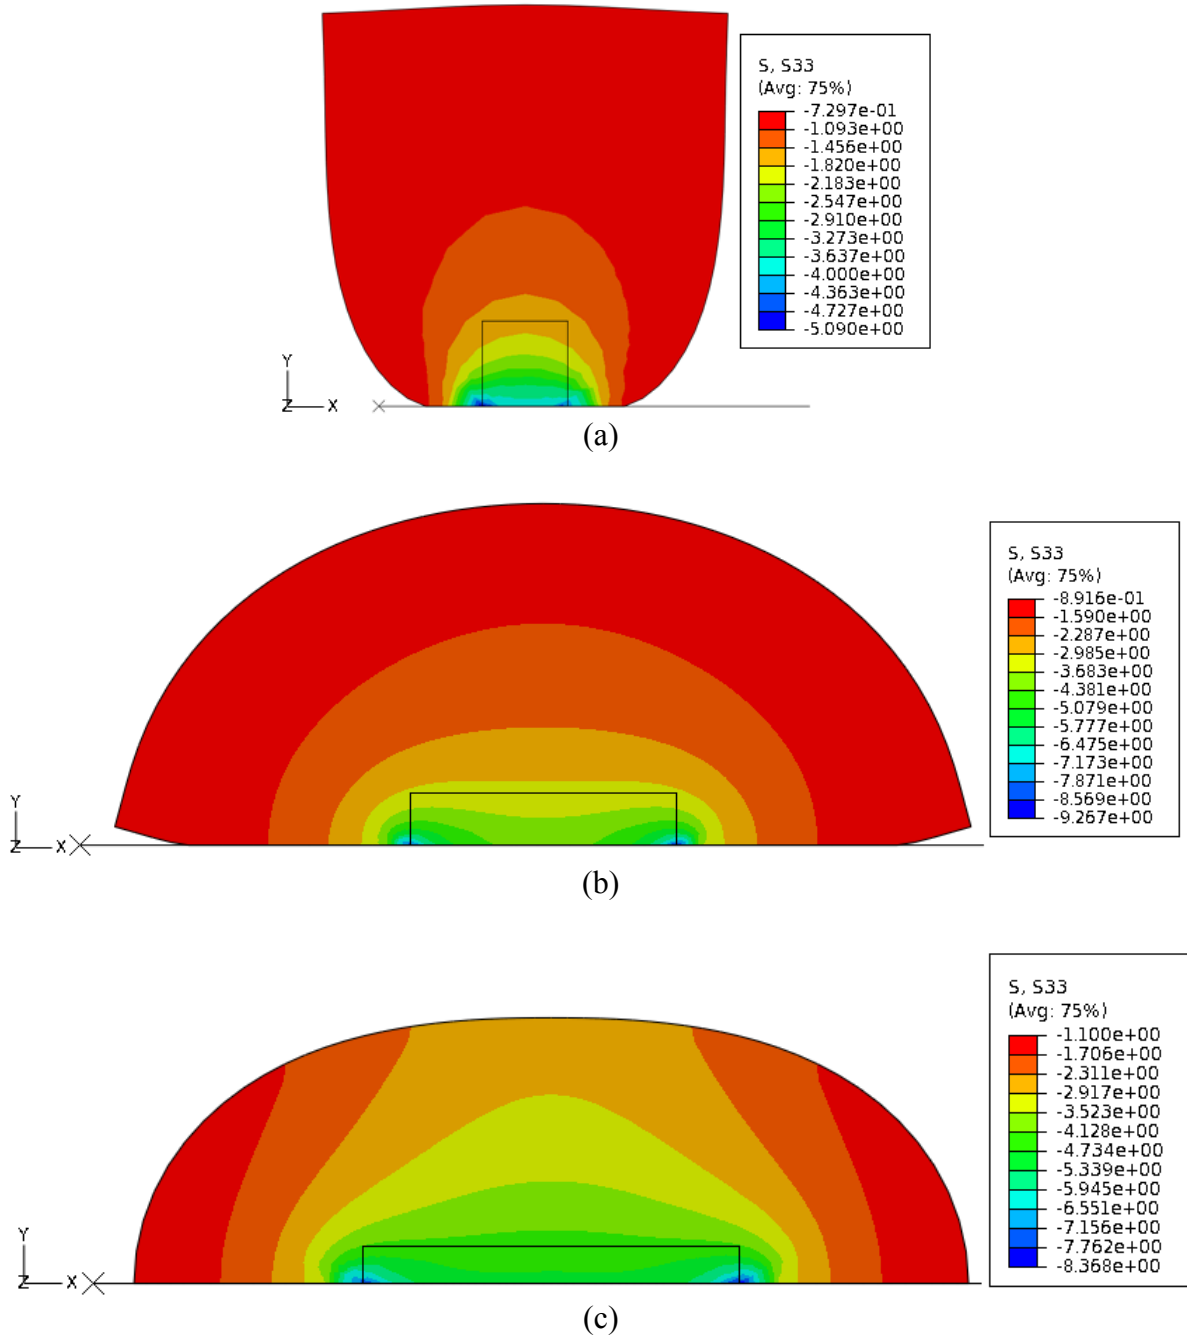 S, S33
(Avg: 75%)
-7.297e-01
-1.093e+00
-1.456e+00
-1.820e+00
-2.183e+00
-2.547e+00
-2.910e+00
-3.273e+00
-3.637e+00
-4.000e+00
-4.363e+00
-4.727e+00
-5.090e+00
Y
Z X
(a)
S, S33
(Avg: 75%)
-8.916e-01
-1.590e+00
-2.287e+00
-2.985e+00
-3.683e+00
-4.381e+00
-5.079e+00
-5.777e+00
-6.475e+00
-7.173e+00
-7.871e+00
-8.569e+00
-9.267e+00
Y
Z X
(b)
S, S33
(Avg: 75%)
-1.100e+00
-1.706e+00
-2.311e+00
-2.917e+00
-3.523e+00
-4.128e+00
-4.734e+00
-5.339e+00
-5.945e+00
-6.551e+00
-7.156e+00
-7.762e+00
-8.368e+00
Y
Z X
(c)